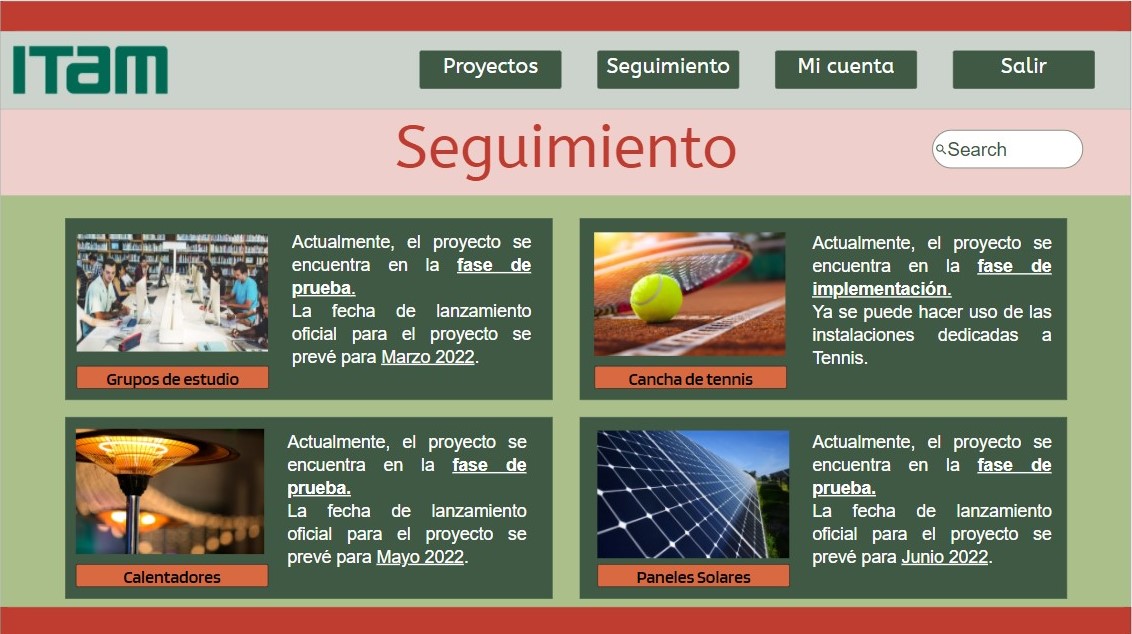 ITAM
Proyectos
Seguimiento
Mi cuenta
Salir
Seguimiento
Search
Actualmente, el proyecto se
encuentra en la fase de
prueba.
La fecha de lanzamiento
oficial para el proyecto se
prevé para Marzo 2022.
Grupos de estudio
Actualmente, el proyecto se
encuentra en la fase de
implementación.
Ya se puede hacer uso de las
instalaciones dedicadas a
Tennis.
Cancha de tennis
Actualmente, el proyecto se
encuentra en la fase de
prueba.
La fecha de lanzamiento
oficial para el proyecto se
prevé para Mayo 2022.
Calentadores
Actualmente, el proyecto se
encuentra en la fase de
prueba.
La fecha de lanzamiento
oficial para el proyecto se
prevé para Junio 2022.
Paneles Solares